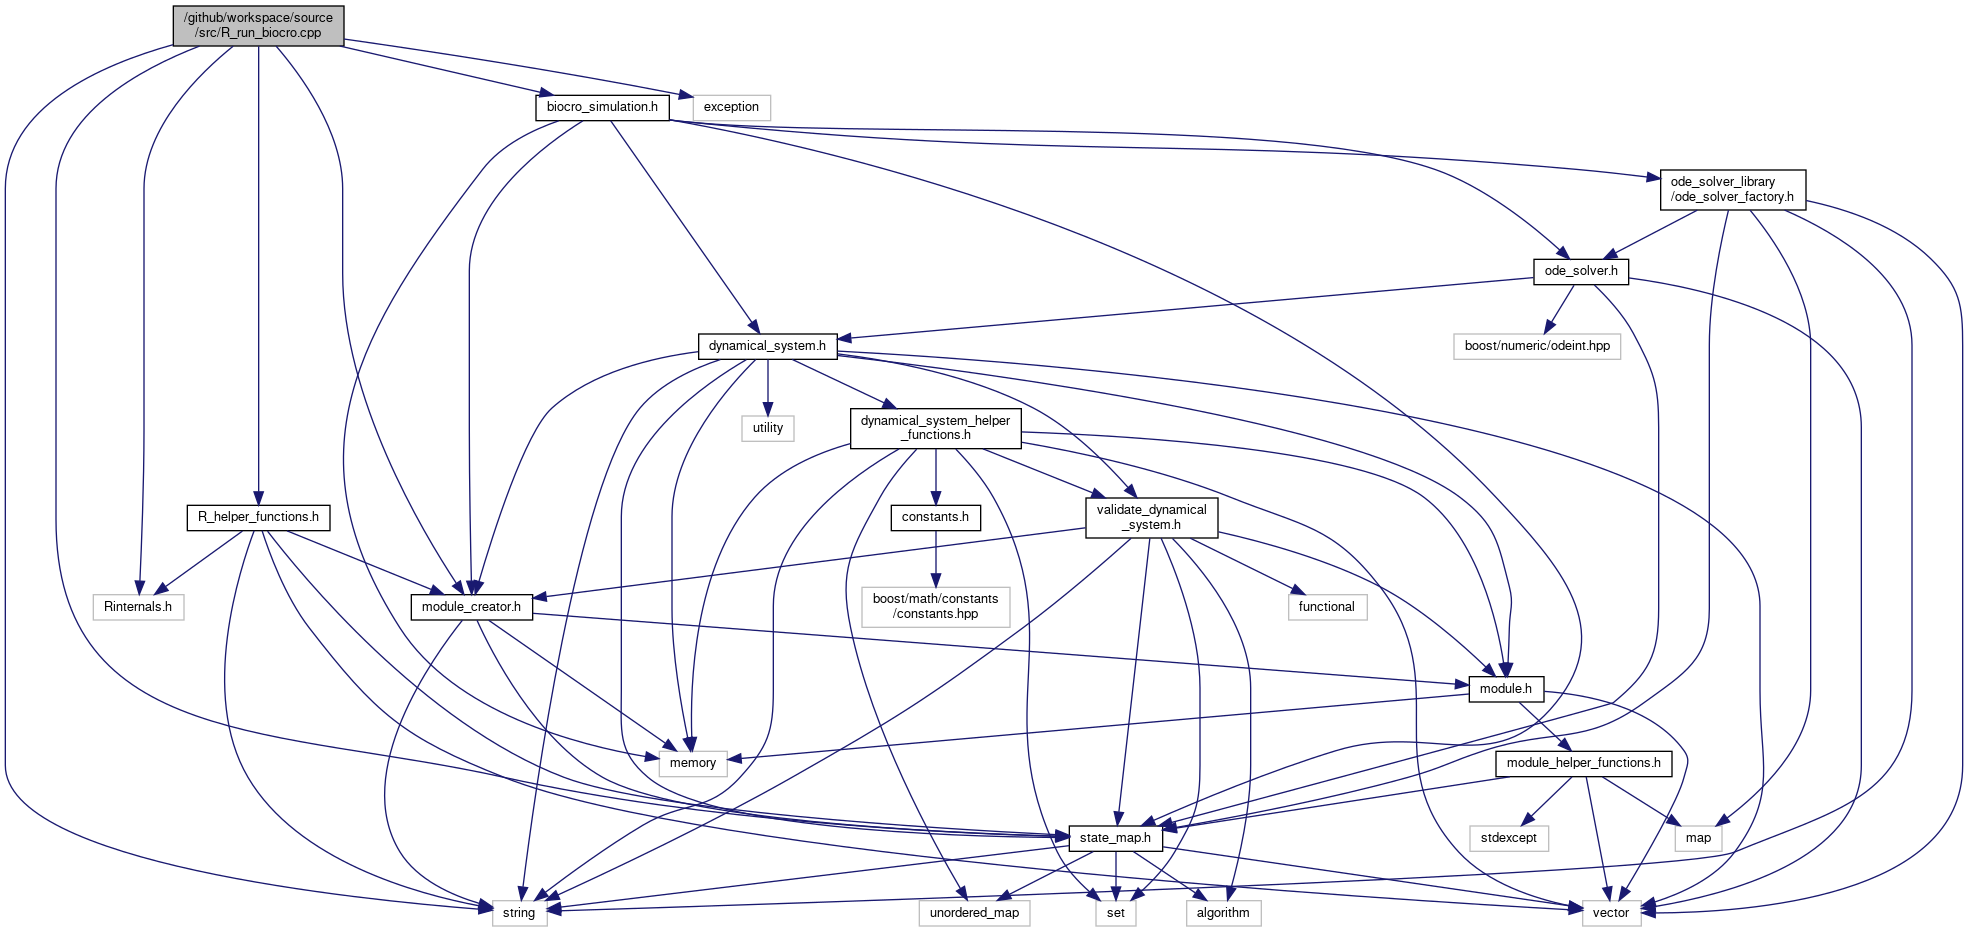 /github/workspace/source
/src/R_run_biocro.cpp
biocro_simulation.h
exception
ode_solver_library
/ode_solver_factory.h
ode_solver.h
dynamical_system.h
boost/numeric/odeint.hpp
utility
dynamical_system_helper
_functions.h
R_helper_functions.h
constants.h
validate_dynamical
_system.h
Rinternals.h
module_creator.h
boost/math/constants
/constants.hpp
functional
module.h
memory
module_helper_functions.h
state_map.h
stdexcept
map
string
unordered_map
set
algorithm
vector